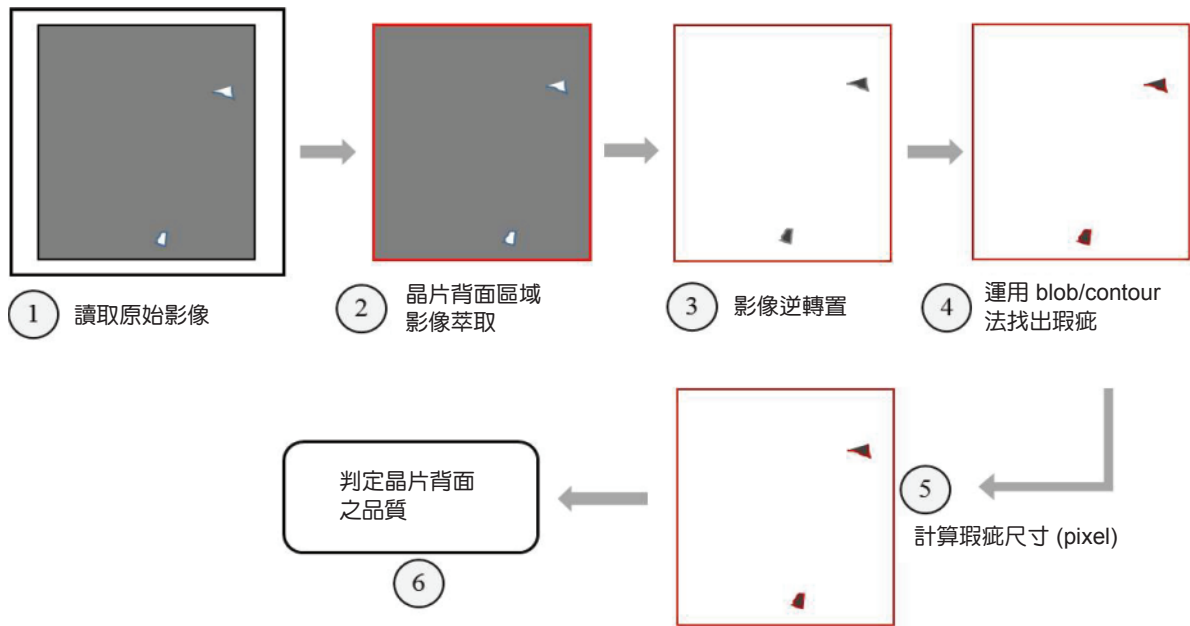 1
讀取原始影像
2
晶片背面區域
影像萃取
3
影像逆轉置
4
運用 blob/contour
法找出瑕疵
5
計算瑕疵尺寸 (pixel)
判定晶片背面
之品質
6